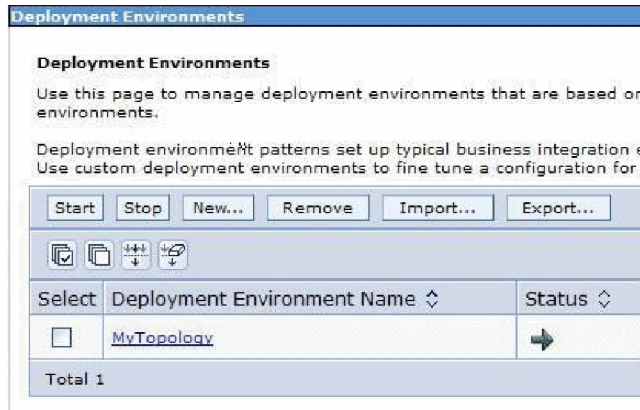 Deployment Environments
Deployment Environments
Use this page to manage deployment environments that are based or
environments.
Deployment environment patterns set up typical business integration e
Use custom deployment environments to fine tune a configuration for
Start Stop New... Remove Import... Export...
Select Deployment Environment Name Status
MyTopology
Total 1